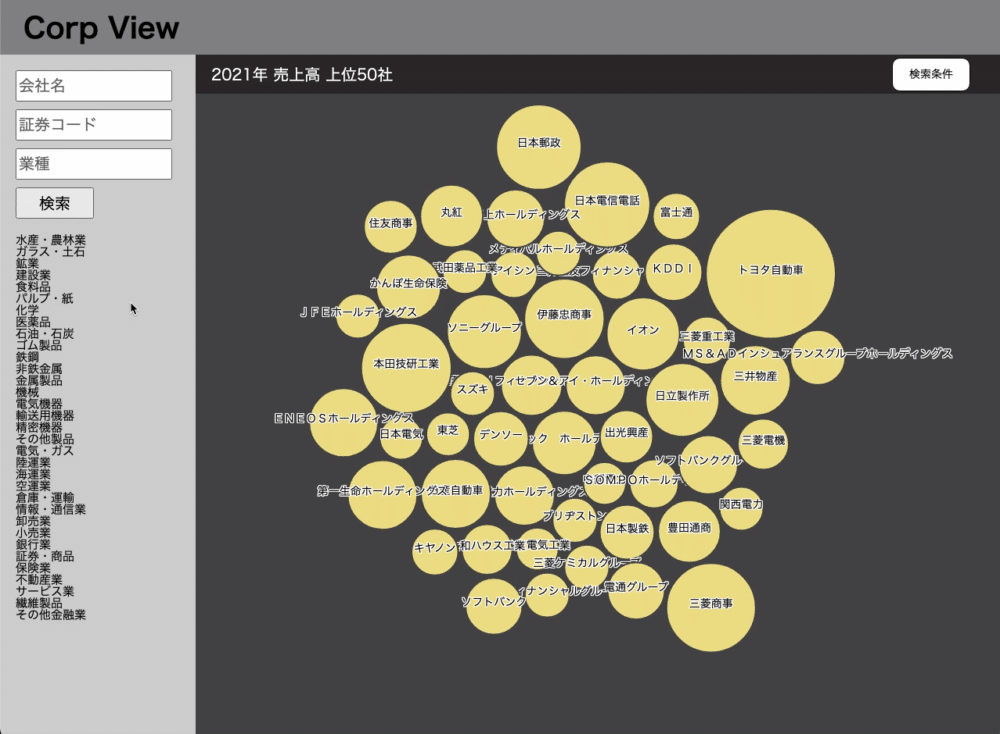 Corp View
会社名
証券コード
業種
検索
水産・農林業
ガラス・土石
鉱業
建設業
食料品
パルプ・紙
化学
医薬品
石油・石炭
ゴム製品
鉄鋼
非鉄金属
金属製品
機械
電気機器
輸送用機器
精密機器
その他製品
電気・ガス
陸運業
海運業
空運業
倉庫・運輸
情報・通信業
卸売業
小売業
銀行業
証券・商品
保険業
不動産業
サービス業
繊維製品
その他金融業
2021年 売上高 上位50社
検索条件
日本郵政
日本電信電話
丸紅
上ホールディングス
富士通
住友商事
メディパルホールディングス
武田薬品工業
アイシン
フィナンシャ
ＫＤＤＩ
トヨタ自動車
かんぽ生命保険
ＪＦＥホールディングス
ソニーグループ
伊藤忠商事
イオン
三菱重工業
ＭＳ＆ＡＤインシュアランスグループホールディングス
本田技研工業
スズキ
セブン&アイ・ホールディン
日立製作所
三井物産
ＥＮＥＯＳホールディングス
日本電気
東芝
デンソー
ック　ホールデ
出光興産
三菱電機
ソフトバンクグル
第一生命ホールディングス
自動車
力ホールディングス
ＳＯＭＰＯホールデ
関西電力
ブリヂストン
日本製鉄
豊田通商
キヤノン
和ハウス工業
電気工業
三菱ケミカルグループ
ソフトバンク
ィナンシャルグル
電通グループ
三菱商事